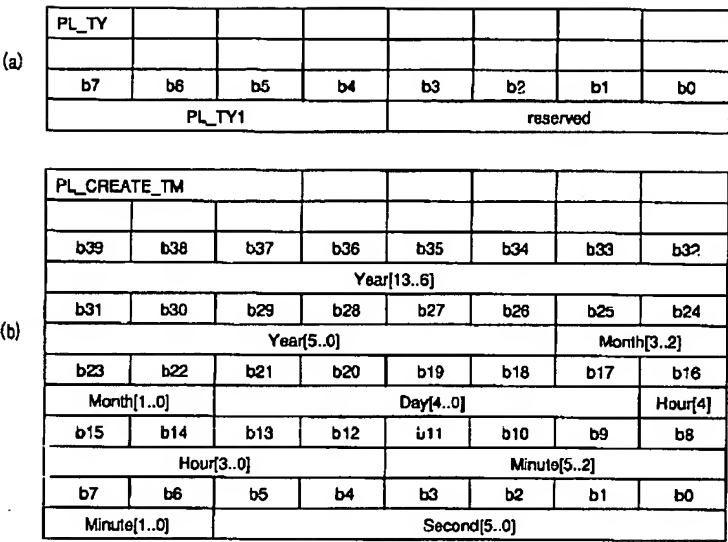 PL_TY
(a)
b7 b6 b5 b4 b3 b2 b1 b0
PL_TY1 reserved
PL_CREATE_TM
b39 b38 b37 b36 b35 b34 b33 b32
Year[13..6]
b31 b30 b29 b28 b27 b26 b25 b24
(b)
Year[5..0] Month[3..2]
b23 b22 b21 b20 b19 b18 b17 b16
Month[1..0] Day[4..0] Hour[4]
b15 b14 b13 b12 b11 b10 b9 b8
Hour[3..0] Minute[5..2]
b7 b6 b5 b4 b3 b2 b1 b0
Minute[1..0] Second[5..0]